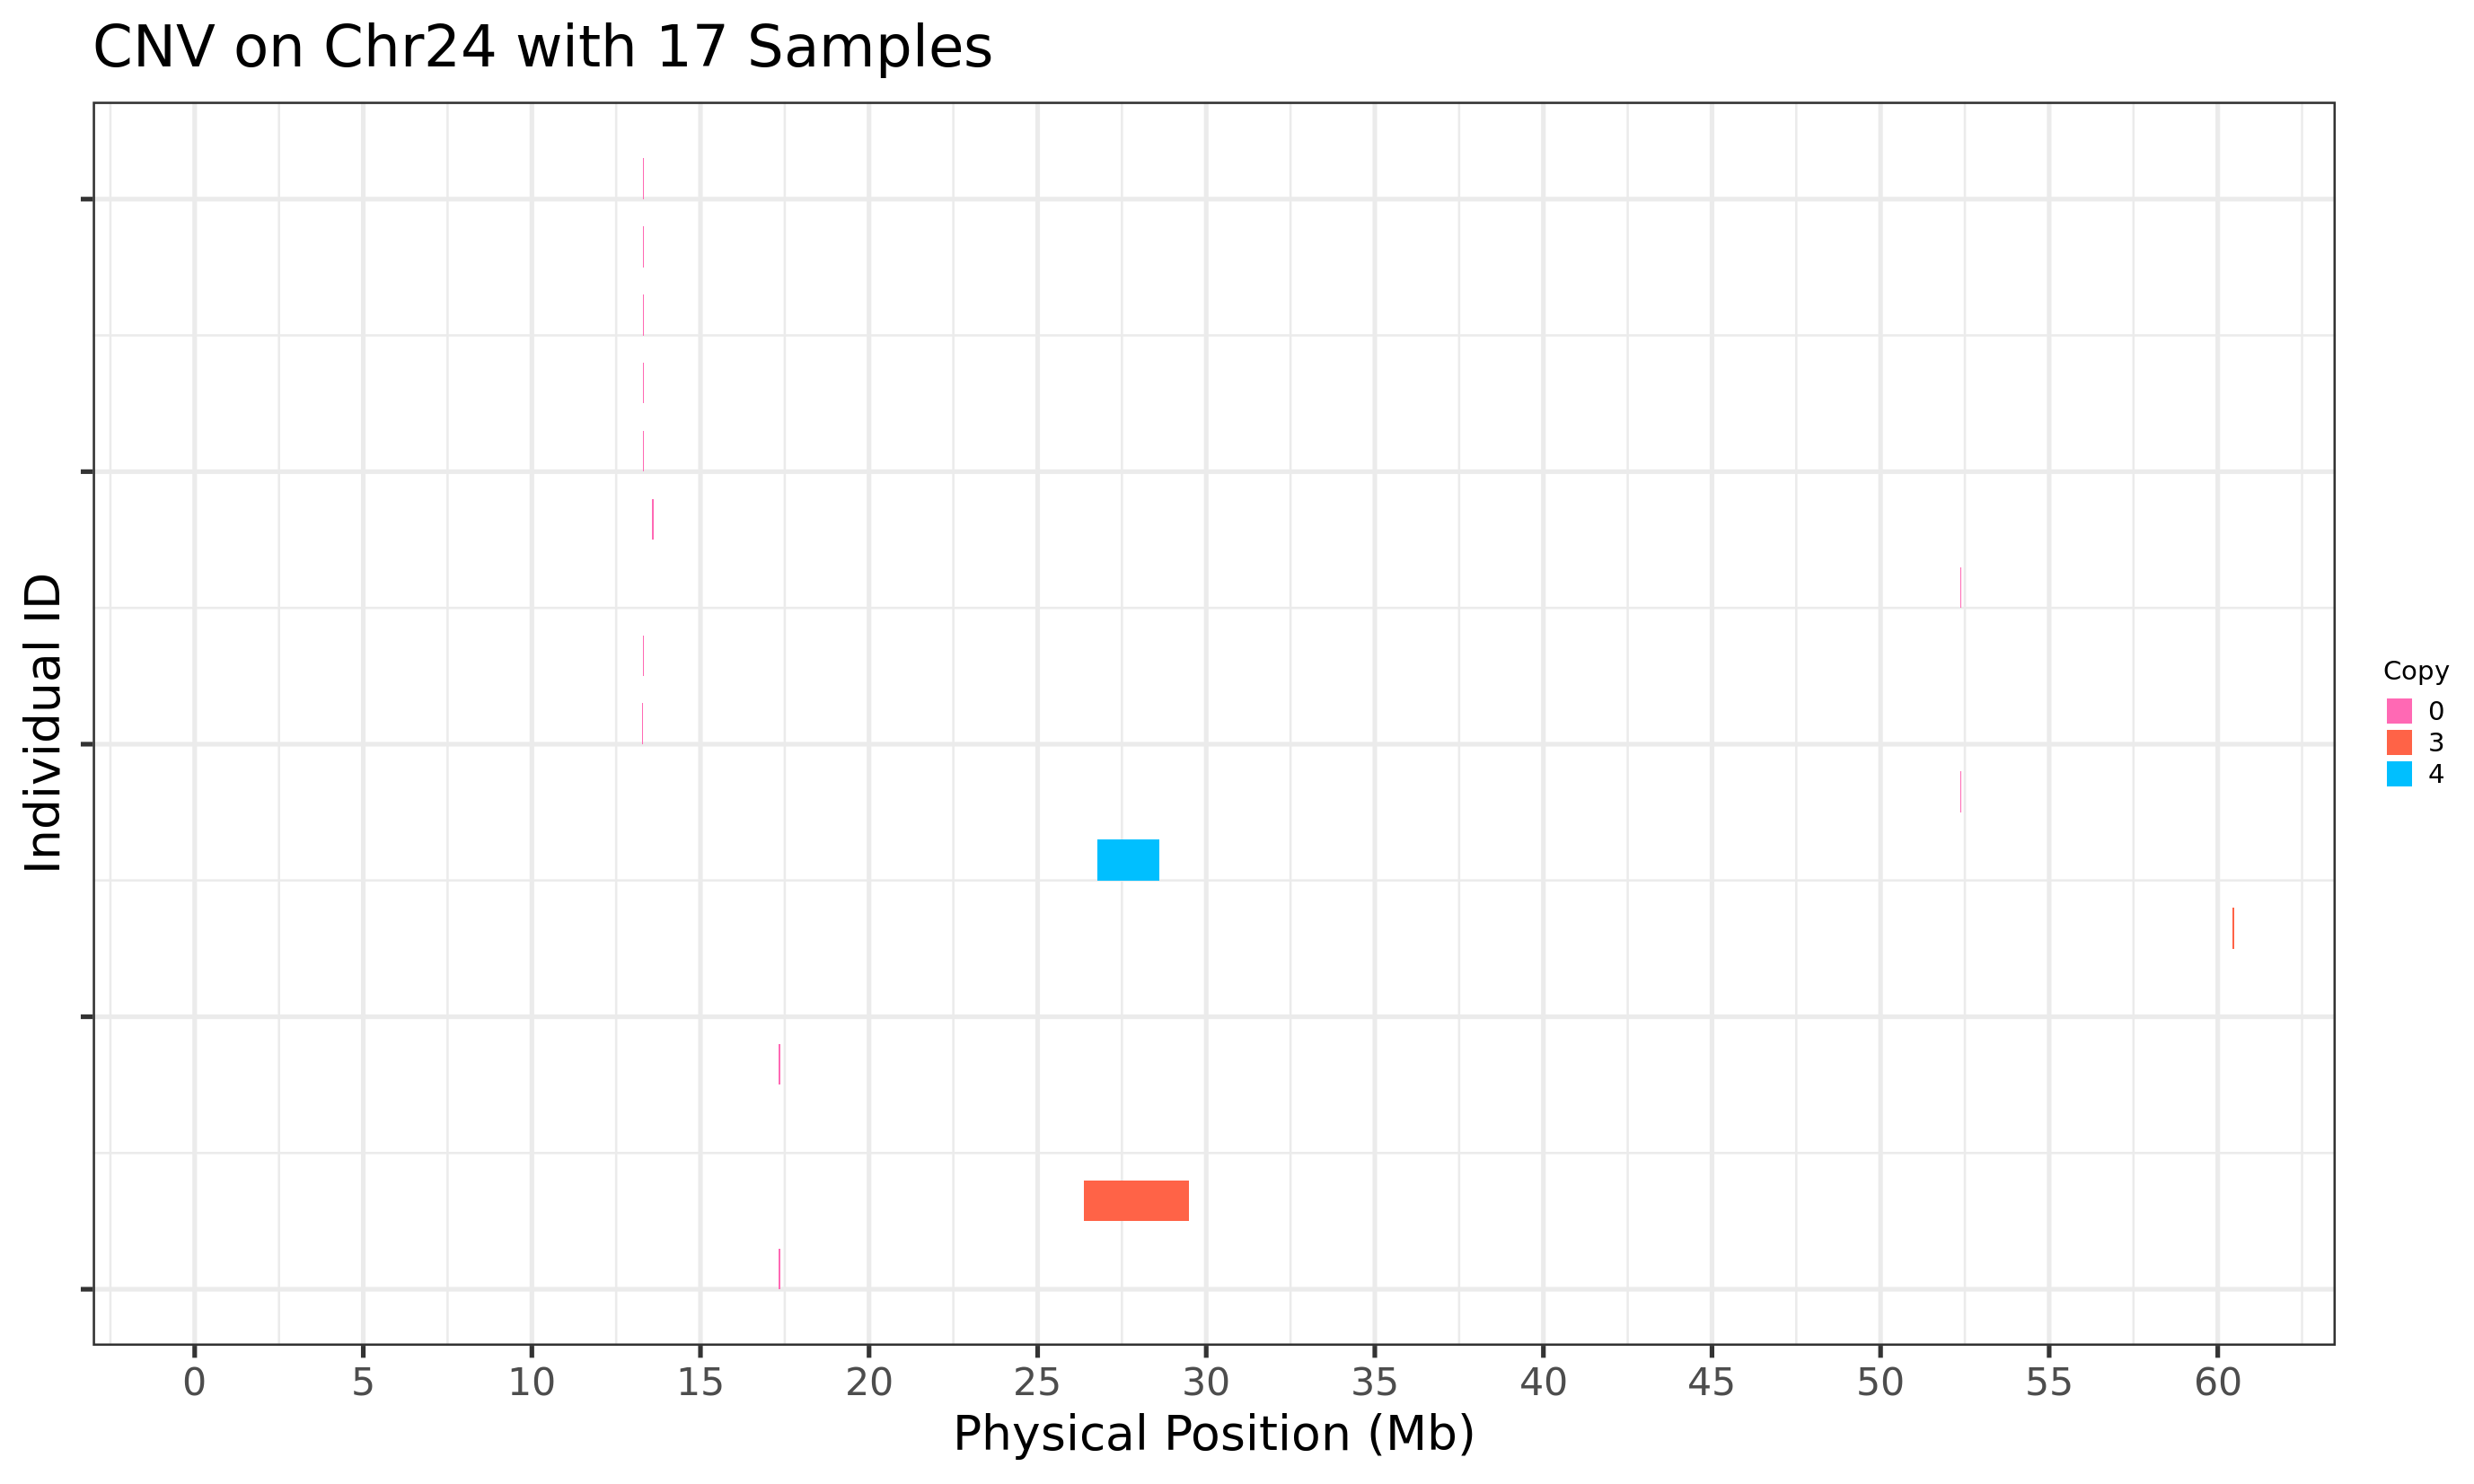 CNV on Chr24 with 17 Samples
Individual ID
Copy
0
3
4
0 5 10 15 20 25 30 35 40 45 50 55 60
Physical Position (Mb)